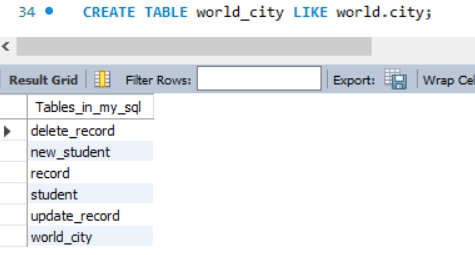 34 CREATE TABLE world_city LIKE world.city;
Result Grid Filter Rows: Export: Wrap Cel
Tables_in_my_sql
delete_record
new_student
record
student
update_record
world_city